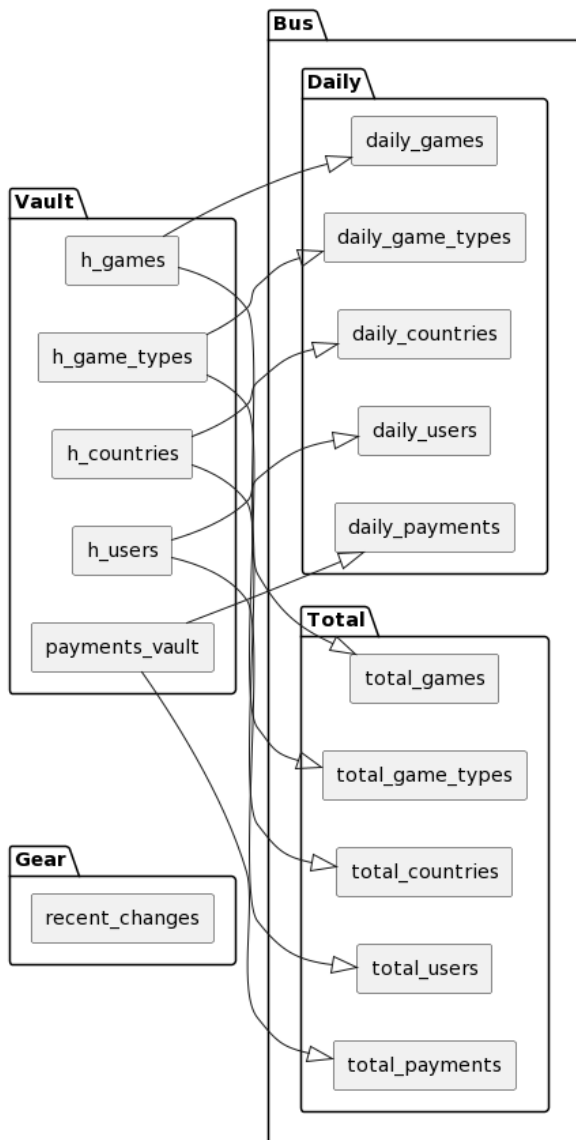 Bus
Daily
daily_games
daily_game_types
daily_countries
daily_users
daily_payments
Vault
h_games
h_game_types
h_countries
h_users
payments_vault
Total
total_games
total_game_types
total_countries
total_users
total_payments
Gear
recent_changes